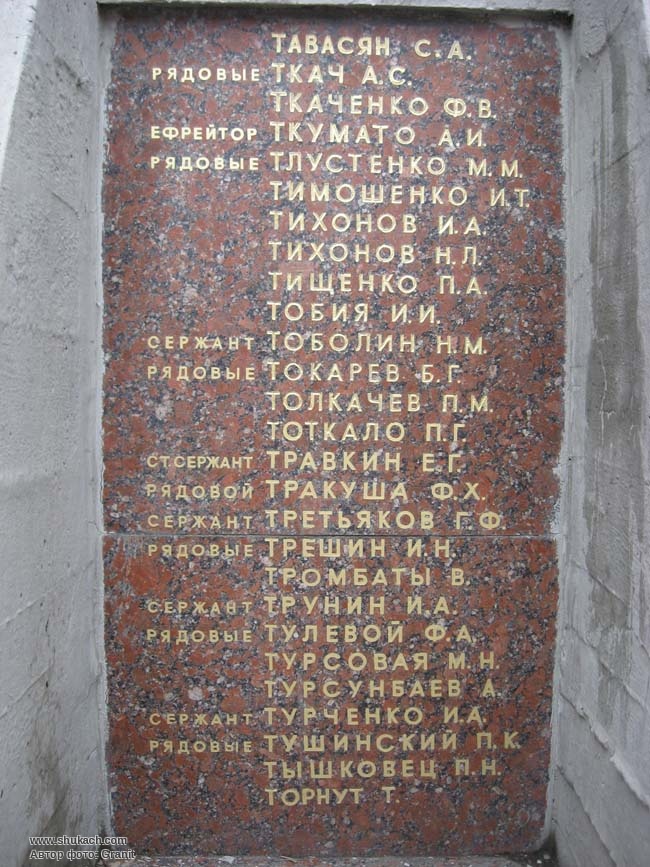 ТАВАСЯН С.А.
РЯДОВЫЕ ТКАЧ А.С.
ТКАЧЕНКО Ф.В.
ЕФРЕЙТОР ТКУМАТО А.И.
РЯДОВЫЕ ТЛУСТЕНКО М.М.
ТИМОШЕНКО И.Т.
ТИХОНОВ И.А.
ТИХОНОВ Н.Л.
ТИЩЕНКО П.А.
ТОБИЯ И.И.
СЕРЖАНТ ТОБОЛИН Н.М.
РЯДОВЫЕ ТОКАРЕВ Б.Г.
ТОЛКАЧЕВ П.М.
ТОТКАЛО П.Г.
СТ.СЕРЖАНТ ТРАВКИН Е.Г.
РЯДОВОЙ ТРАКУША Ф.Х.
СЕРЖАНТ ТРЕТЬЯКОВ Г.Ф.
РЯДОВЫЕ ТРЕШИН И.Н.
ТРОМБАТЫ В.
СЕРЖАНТ ТРУНИН И.А.
РЯДОВЫЕ ТУЛЕВОЙ Ф.А.
ТУРСОВАЯ М.Н.
ТУРСУНБАЕВ А.
СЕРЖАНТ ТУРЧЕНКО И.А.
РЯДОВЫЕ ТУШИНСКИЙ П.К.
ТЫШКОВЕЦ П.Н.
ТОРНУТ Т.
www.shukach.com
Автор фото: Granit